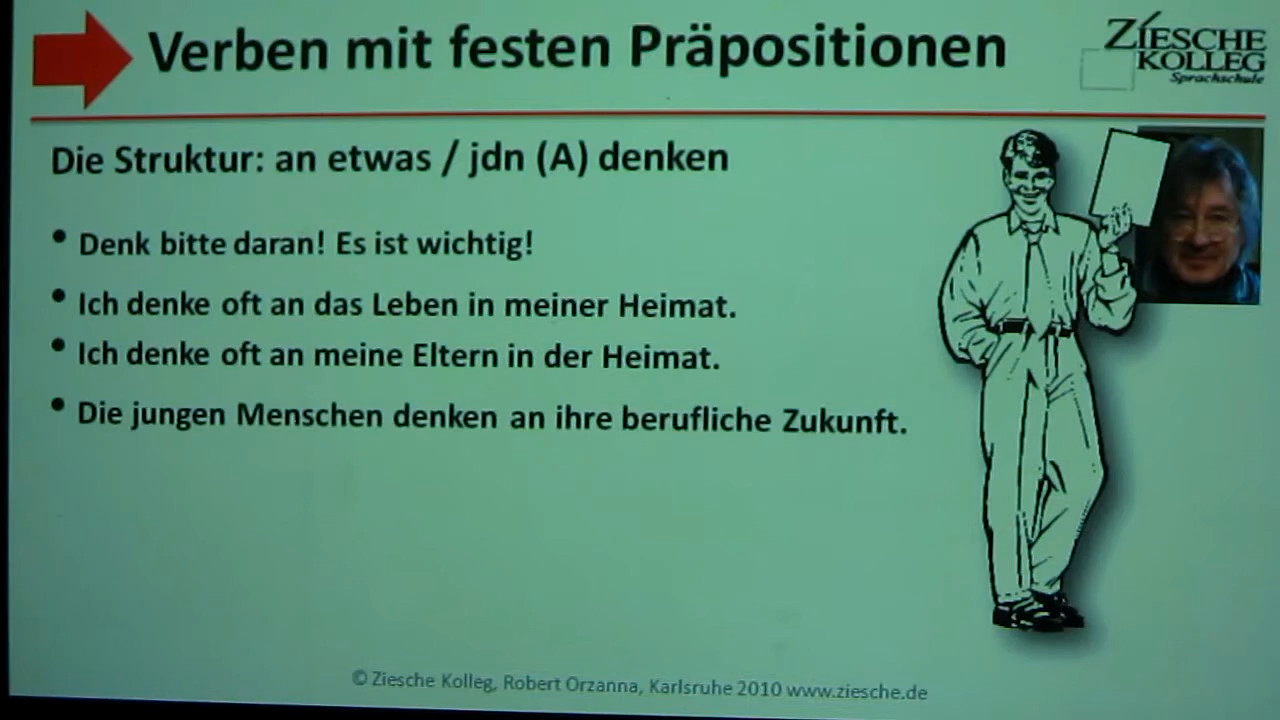 Verben mit festen Präpositionen
ZIESCHE
KOLLEG
Sprachschule
Die Struktur: an etwas / jdn (A) denken
• Denk bitte daran! Es ist wichtig!
• Ich denke oft an das Leben in meiner Heimat.
• Ich denke oft an meine Eltern in der Heimat.
• Die jungen Menschen denken an ihre berufliche Zukunft.
© Ziesche Kolleg, Robert Orzanna, Karlsruhe 2010 www.ziesche.de